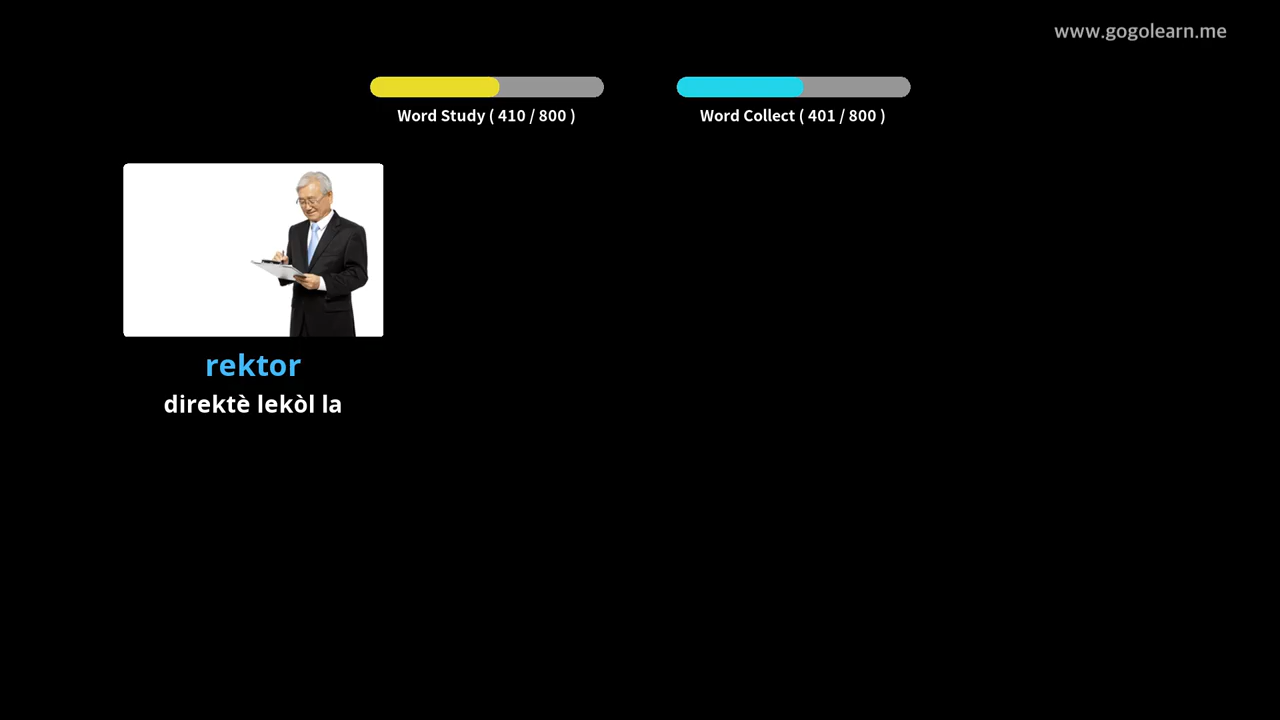 www.gogolearn.me
Word Study ( 410 / 800 )
Word Collect ( 401 / 800 )
rektor
direktè lekòl la